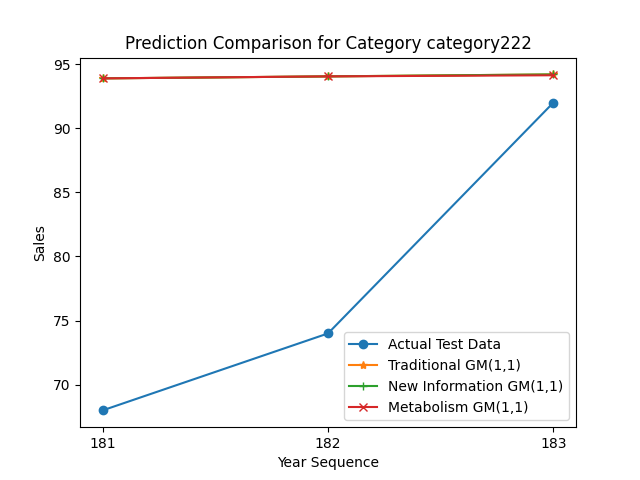 Prediction Comparison for Category category222
95
90
85
80
75
70
Sales
181
182
183
Year Sequence
Actual Test Data
Traditional GM(1,1)
New Information GM(1,1)
Metabolism GM(1,1)